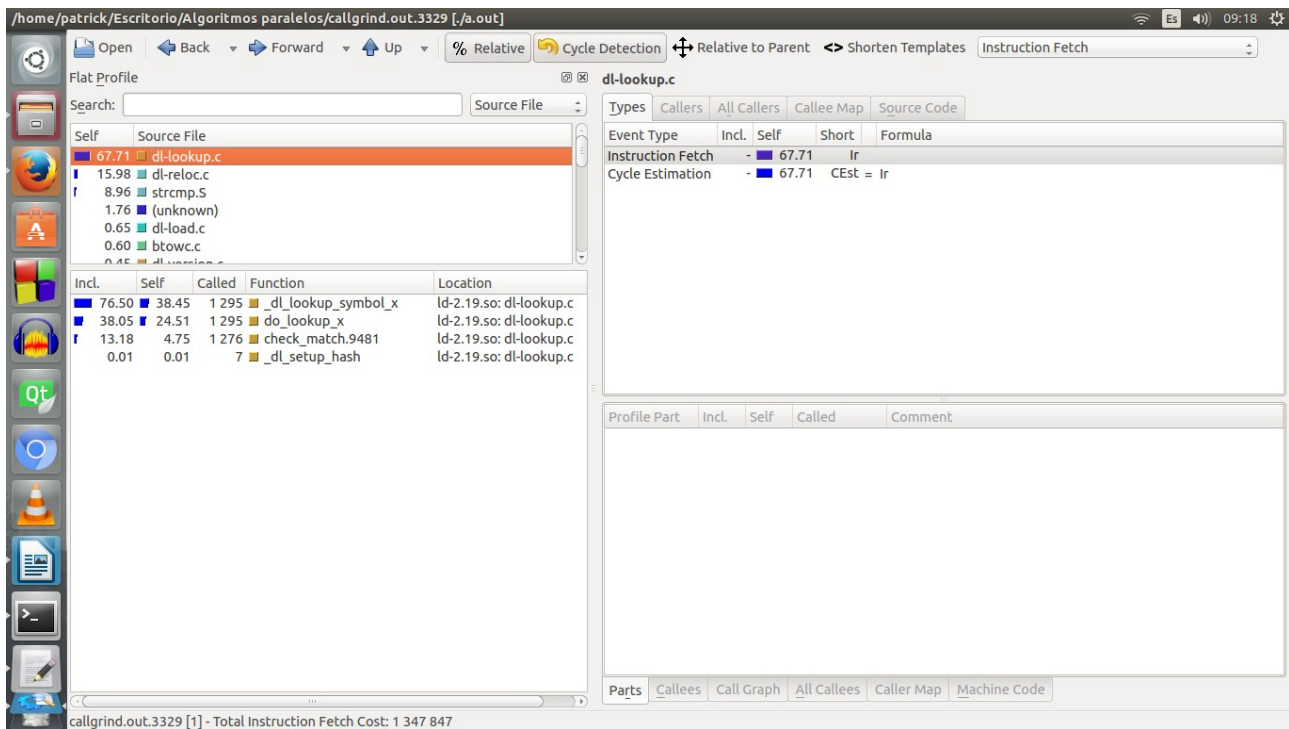 /home/patrick/Escritorio/Algoritmos paralelos/callgrind.out.3329 [./a.out]
Es
09:18
Open
Back
Forward
Up
% Relative
Cycle Detection
Relative to Parent
<> Shorten Templates
Instruction Fetch
Flat Profile
Search:
Source File
Self Source File
67.71 dl-lookup.c
15.98 dl-reloc.c
8.96 strcmp.S
1.76 (unknown)
0.65 dl-load.c
0.60 btowc.c
0.45 dl-version.c
Incl. Self Called Function Location
76.50 38.45 1 295 _dl_lookup_symbol_x ld-2.19.so: dl-lookup.c
38.05 24.51 1 295 do_lookup_x ld-2.19.so: dl-lookup.c
13.18 4.75 1 276 check_match.9481 ld-2.19.so: dl-lookup.c
0.01 0.01 7 _dl_setup_hash ld-2.19.so: dl-lookup.c
dl-lookup.c
Types Callers All Callers Callee Map Source Code
Event Type Incl. Self Short Formula
Instruction Fetch - 67.71 Ir
Cycle Estimation - 67.71 CEst = Ir
Profile Part Incl. Self Called Comment
Parts Callees Call Graph All Callees Caller Map Machine Code
callgrind.out.3329 [1] - Total Instruction Fetch Cost: 1 347 847